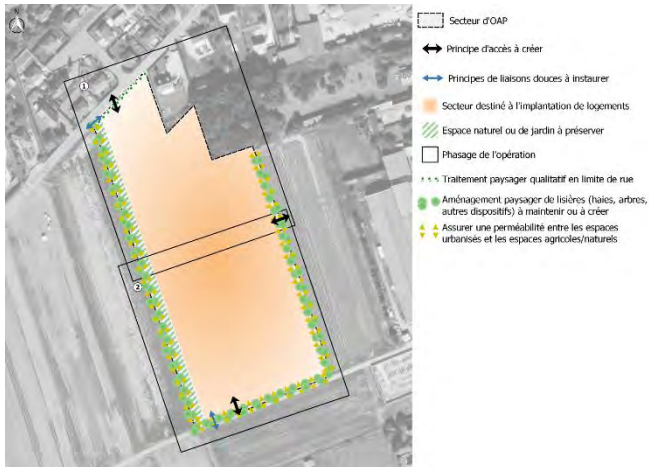 N
1
2
Secteur d'OAP
Principe d'accès à créer
Principes de liaisons douces à instaurer
Secteur destiné à l'implantation de logements
Espace naturel ou de jardin à préserver
Phasage de l'opération
Traitement paysager qualitatif en limite de rue
Aménagement paysager de lisières (haies, arbres,
autres dispositifs) à maintenir ou à créer
Assurer une perméabilité entre les espaces
urbanisés et les espaces agricoles/naturels